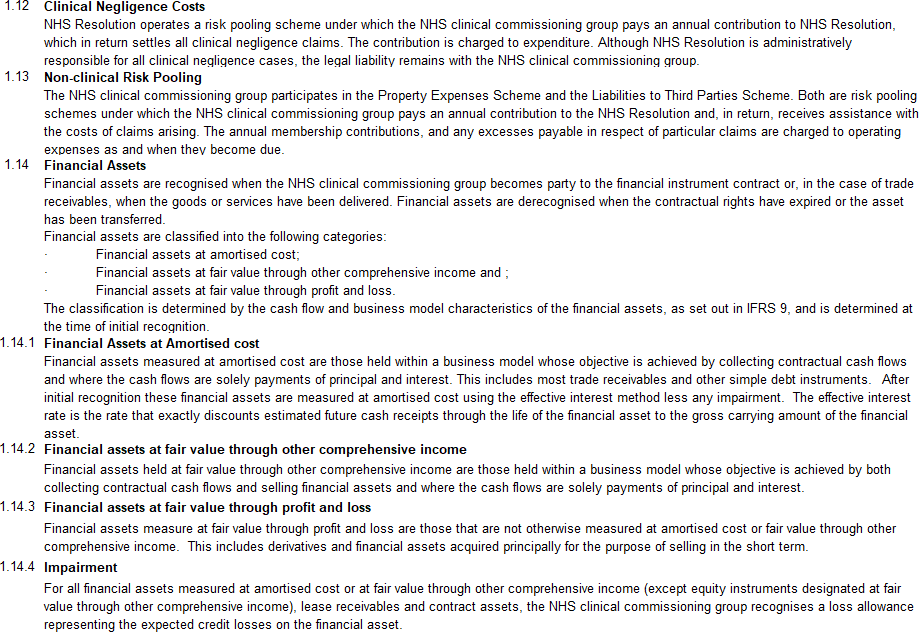 1.12 Clinical Negligence Costs
NHS Resolution operates a risk pooling scheme under which the NHS clinical commissioning group pays an annual contribution to NHS Resolution,
which in return settles all clinical negligence claims. The contribution is charged to expenditure. Although NHS Resolution is administratively
responsible for all clinical negligence cases, the legal liability remains with the NHS clinical commissioning group.
1.13 Non-clinical Risk Pooling
The NHS clinical commissioning group participates in the Property Expenses Scheme and the Liabilities to Third Parties Scheme. Both are risk pooling
schemes under which the NHS clinical commissioning group pays an annual contribution to the NHS Resolution and, in return, receives assistance with
the costs of claims arising. The annual membership contributions, and any excesses payable in respect of particular claims are charged to operating
expenses as and when they become due.
1.14 Financial Assets
Financial assets are recognised when the NHS clinical commissioning group becomes party to the financial instrument contract or, in the case of trade
receivables, when the goods or services have been delivered. Financial assets are derecognised when the contractual rights have expired or the asset
has been transferred.
Financial assets are classified into the following categories:
· Financial assets at amortised cost;
· Financial assets at fair value through other comprehensive income and ;
· Financial assets at fair value through profit and loss.
The classification is determined by the cash flow and business model characteristics of the financial assets, as set out in IFRS 9, and is determined at
the time of initial recognition.
1.14.1 Financial Assets at Amortised cost
Financial assets measured at amortised cost are those held within a business model whose objective is achieved by collecting contractual cash flows
and where the cash flows are solely payments of principal and interest. This includes most trade receivables and other simple debt instruments. After
initial recognition these financial assets are measured at amortised cost using the effective interest method less any impairment. The effective interest
rate is the rate that exactly discounts estimated future cash receipts through the life of the financial asset to the gross carrying amount of the financial
asset.
1.14.2 Financial assets at fair value through other comprehensive income
Financial assets held at fair value through other comprehensive income are those held within a business model whose objective is achieved by both
collecting contractual cash flows and selling financial assets and where the cash flows are solely payments of principal and interest.
1.14.3 Financial assets at fair value through profit and loss
Financial assets measure at fair value through profit and loss are those that are not otherwise measured at amortised cost or fair value through other
comprehensive income. This includes derivatives and financial assets acquired principally for the purpose of selling in the short term.
1.14.4 Impairment
For all financial assets measured at amortised cost or at fair value through other comprehensive income (except equity instruments designated at fair
value through other comprehensive income), lease receivables and contract assets, the NHS clinical commissioning group recognises a loss allowance
representing the expected credit losses on the financial asset.